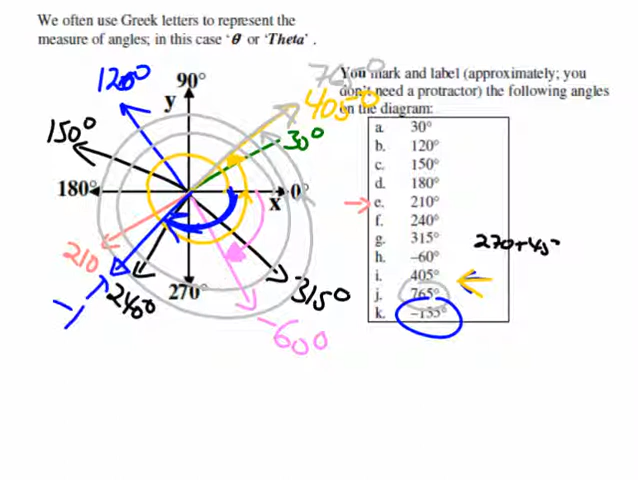 We often use Greek letters to represent the
measure of angles; in this case ‘θ or ‘Theta’ .
You mark and label (approximately; you
don't need a protractor) the following angles
on the diagram:
a. 30°
b. 120°
c. 150°
d. 180°
e. 210°
f. 240°
g. 315°
h. –60°
i. 405°
j. 765°
k. –135°
270+45°
120°
90°
765°
405°
y
30°
150°
180°
0°
x
210
240°
270°
315°
-60°
-1